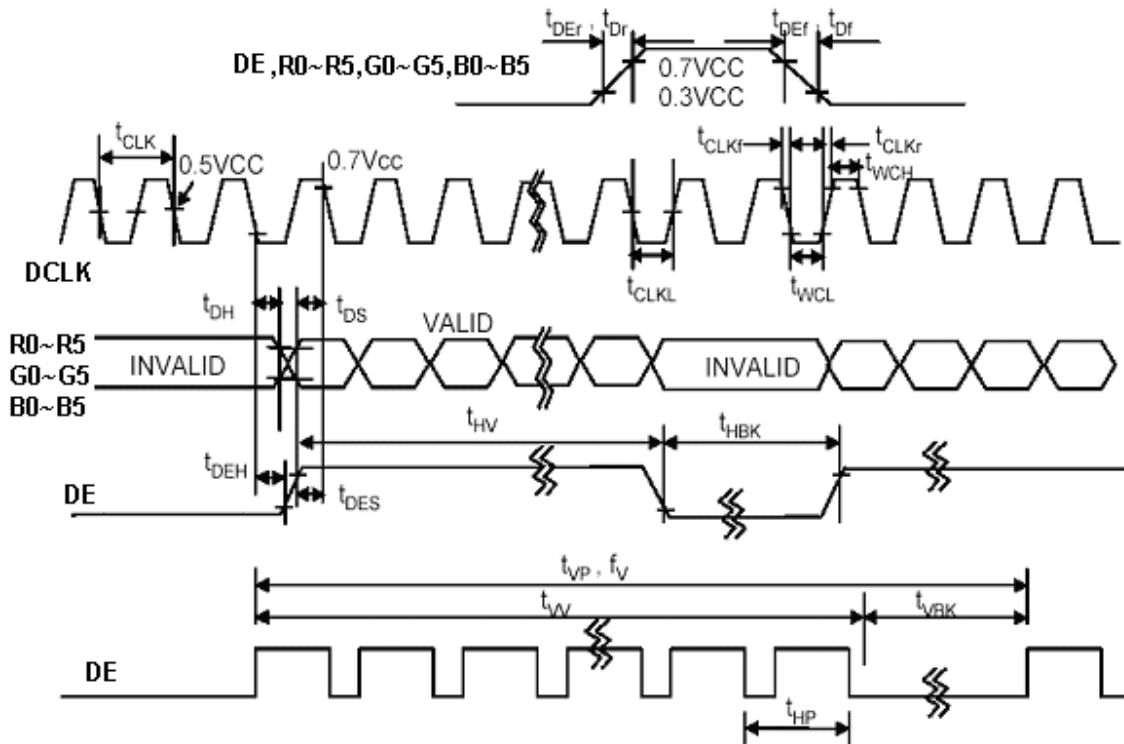 tDEr , tDr
tDEf , tDf
DE ,R0~R5,G0~G5,B0~B5
0.7VCC
0.3VCC
tCLK
0.5VCC
0.7Vcc
tCLKf
tCLKr
tWCH
DCLK
tCLKL
tWCL
tDH
tDS
VALID
R0~R5
G0~G5
B0~B5
INVALID
INVALID
tHV
tHBK
tDEH
tDES
DE
tVP , fV
tVV
tVBK
DE
tHP